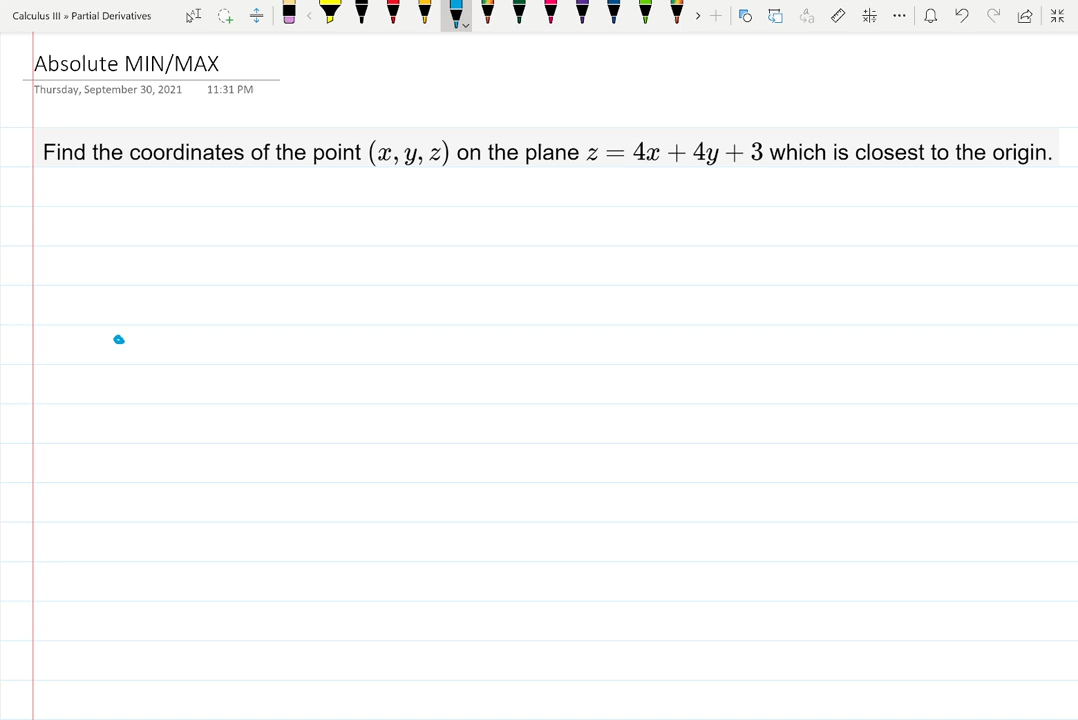 Calculus III » Partial Derivatives
Absolute MIN/MAX
Thursday, September 30, 2021 11:31 PM
Find the coordinates of the point (x, y, z) on the plane z = 4x + 4y + 3 which is closest to the origin.